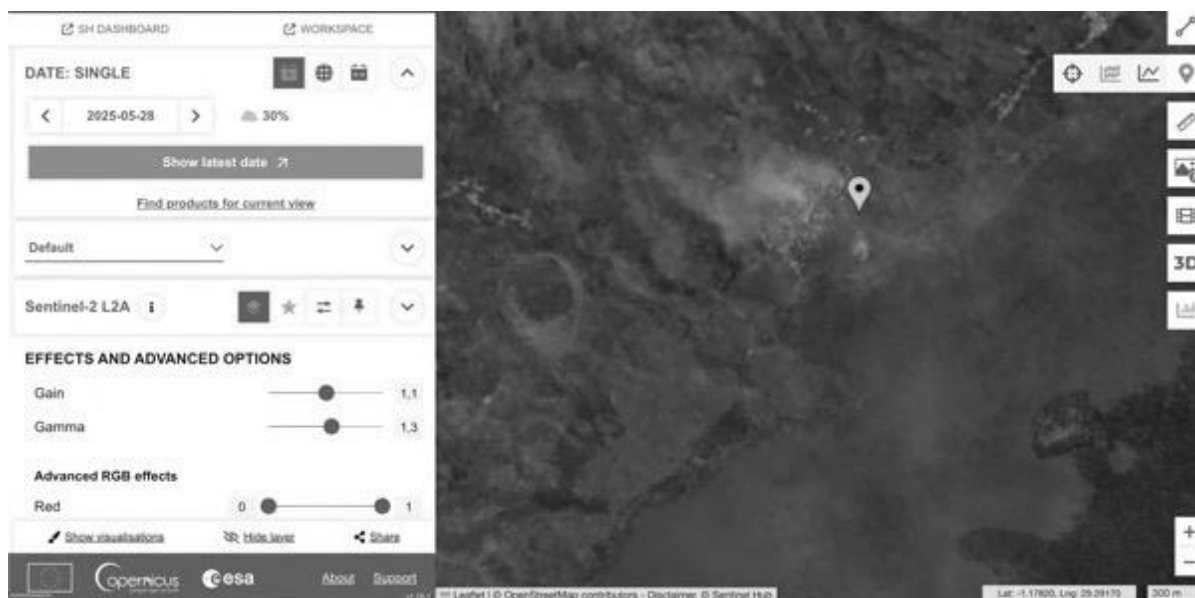 SH DASHBOARD
WORKSPACE
DATE: SINGLE
2025-05-28
30%
Show latest date
Find products for current view
Default
Sentinel-2 L2A
EFFECTS AND ADVANCED OPTIONS
Gain
1,1
Gamma
1,3
Advanced RGB effects
Red
0
1
Show visualisations
Hide layer
Share
opernicus
esa
About
Support
3D
Leaflet | © OpenStreetMap contributors - Disclaimer, © Sentinel Hub
Lat: -1.17620, Lng: 29.29170
300 m